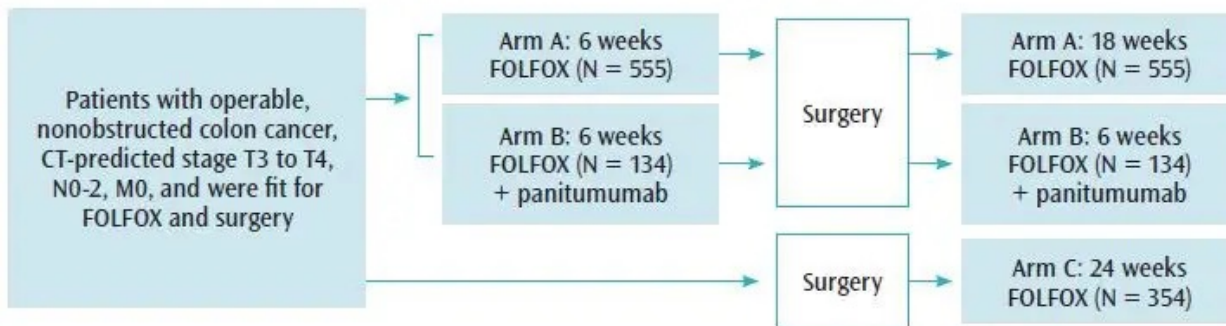 Patients with operable,
nonobstructed colon cancer,
CT-predicted stage T3 to T4,
N0-2, M0, and were fit for
FOLFOX and surgery
Arm A: 6 weeks
FOLFOX (N = 555)
Arm B: 6 weeks
FOLFOX (N = 134)
+ panitumumab
Surgery
Arm A: 18 weeks
FOLFOX (N = 555)
Arm B: 6 weeks
FOLFOX (N = 134)
+ panitumumab
Surgery
Arm C: 24 weeks
FOLFOX (N = 354)